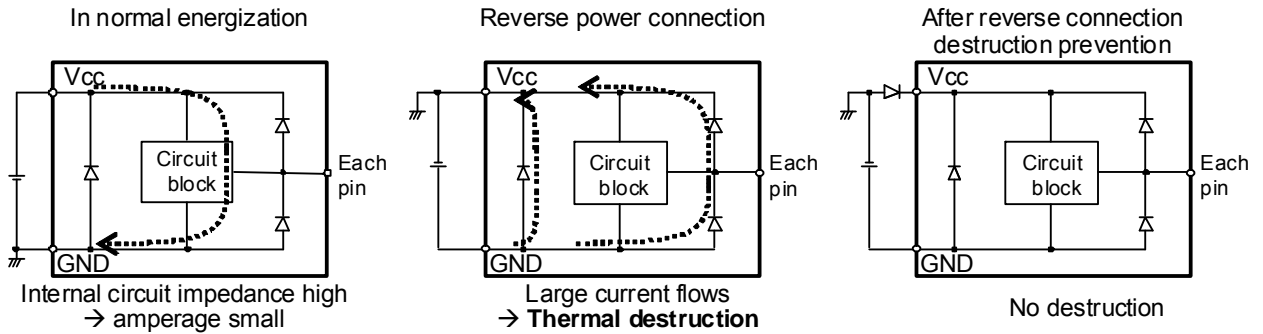 In normal energization
Vcc
Circuit
block
Each
pin
GND
Internal circuit impedance high
→ amperage small
Reverse power connection
Vcc
Circuit
block
Each
pin
GND
Large current flows
→ Thermal destruction
After reverse connection
destruction prevention
Vcc
Circuit
block
Each
pin
GND
No destruction